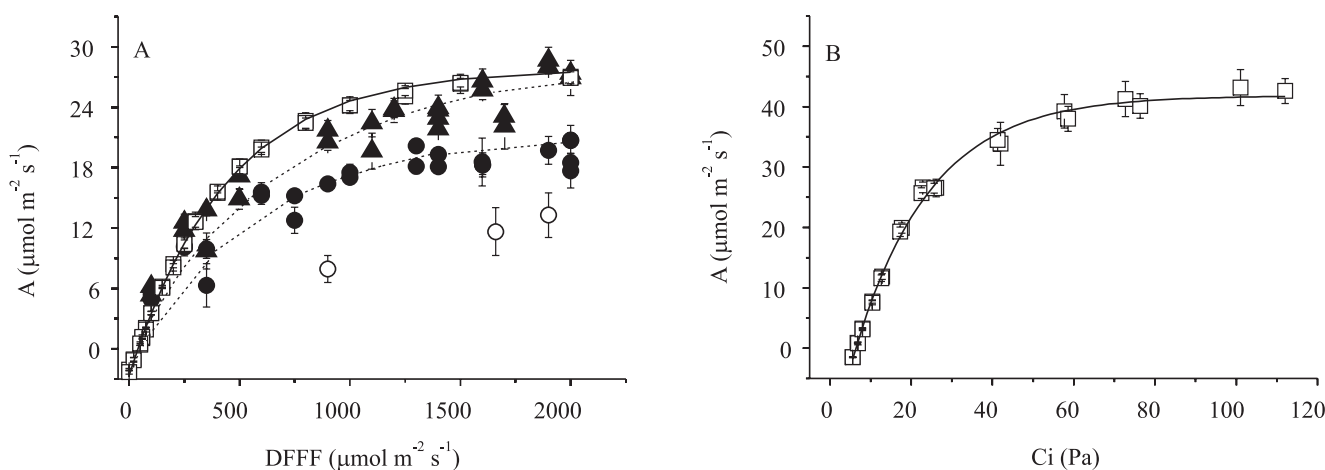 A
A (μmol m⁻² s⁻¹)
30
24
18
12
6
0
0 500 1000 1500 2000
DFFF (μmol m⁻² s⁻¹)
B
A (μmol m⁻² s⁻¹)
50
40
30
20
10
0
0 20 40 60 80 100 120
Ci (Pa)